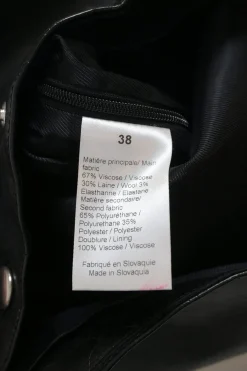 38
Matière principale/ Main
fabric
67% Viscose / Viscose
30% Laine / Wool 3%
Elasthanne / Elastane
Matière secondaire/
Second fabric
65% Polyuréthane /
Polyurethane 35%
Polyester / Polyester
Doublure / Lining
100% Viscose / Viscose
Fabriqué en Slovaquie
Made in Slovaquia